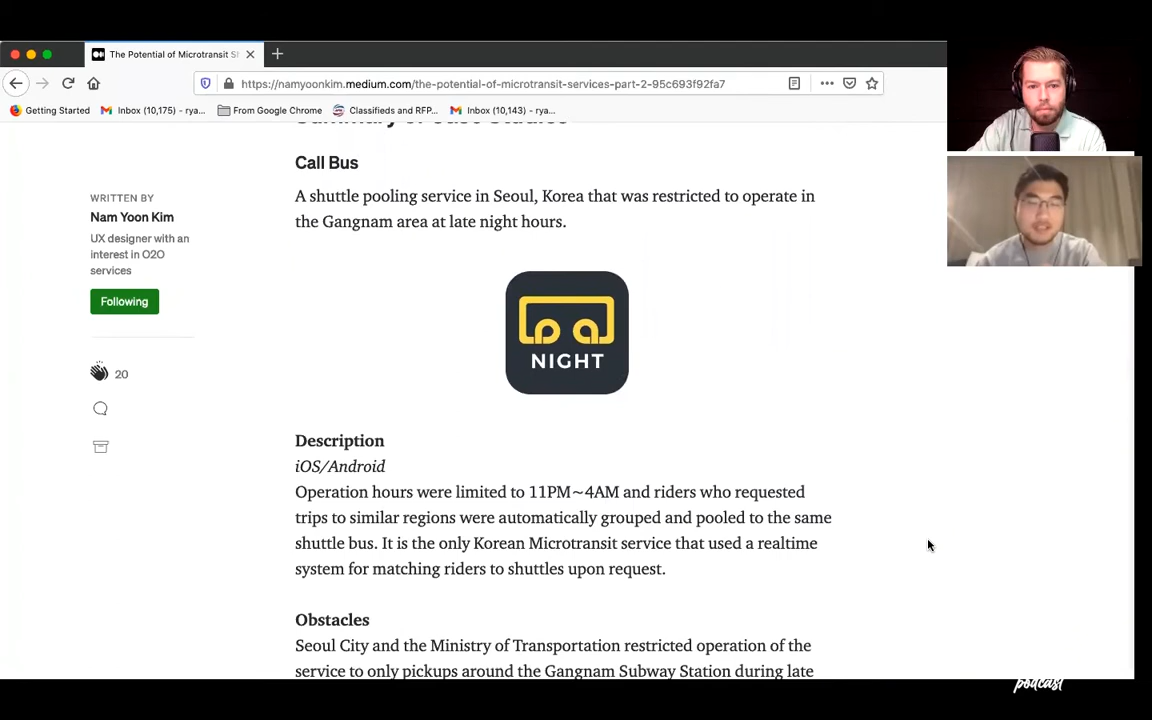 The Potential of Microtransit S
https://namyoonkim.medium.com/the-potential-of-microtransit-services-part-2-95c693f92fa7
Getting Started
Inbox (10,175) - rya...
From Google Chrome
Classifieds and RFP...
Inbox (10,143) - rya...
Summary of Case Studies
Call Bus
A shuttle pooling service in Seoul, Korea that was restricted to operate in
the Gangnam area at late night hours.
WRITTEN BY
Nam Yoon Kim
UX designer with an
interest in O2O
services
Following
20
NIGHT
Description
iOS/Android
Operation hours were limited to 11PM~4AM and riders who requested
trips to similar regions were automatically grouped and pooled to the same
shuttle bus. It is the only Korean Microtransit service that used a realtime
system for matching riders to shuttles upon request.
Obstacles
Seoul City and the Ministry of Transportation restricted operation of the
service to only pickups around the Gangnam Subway Station during late
podcast